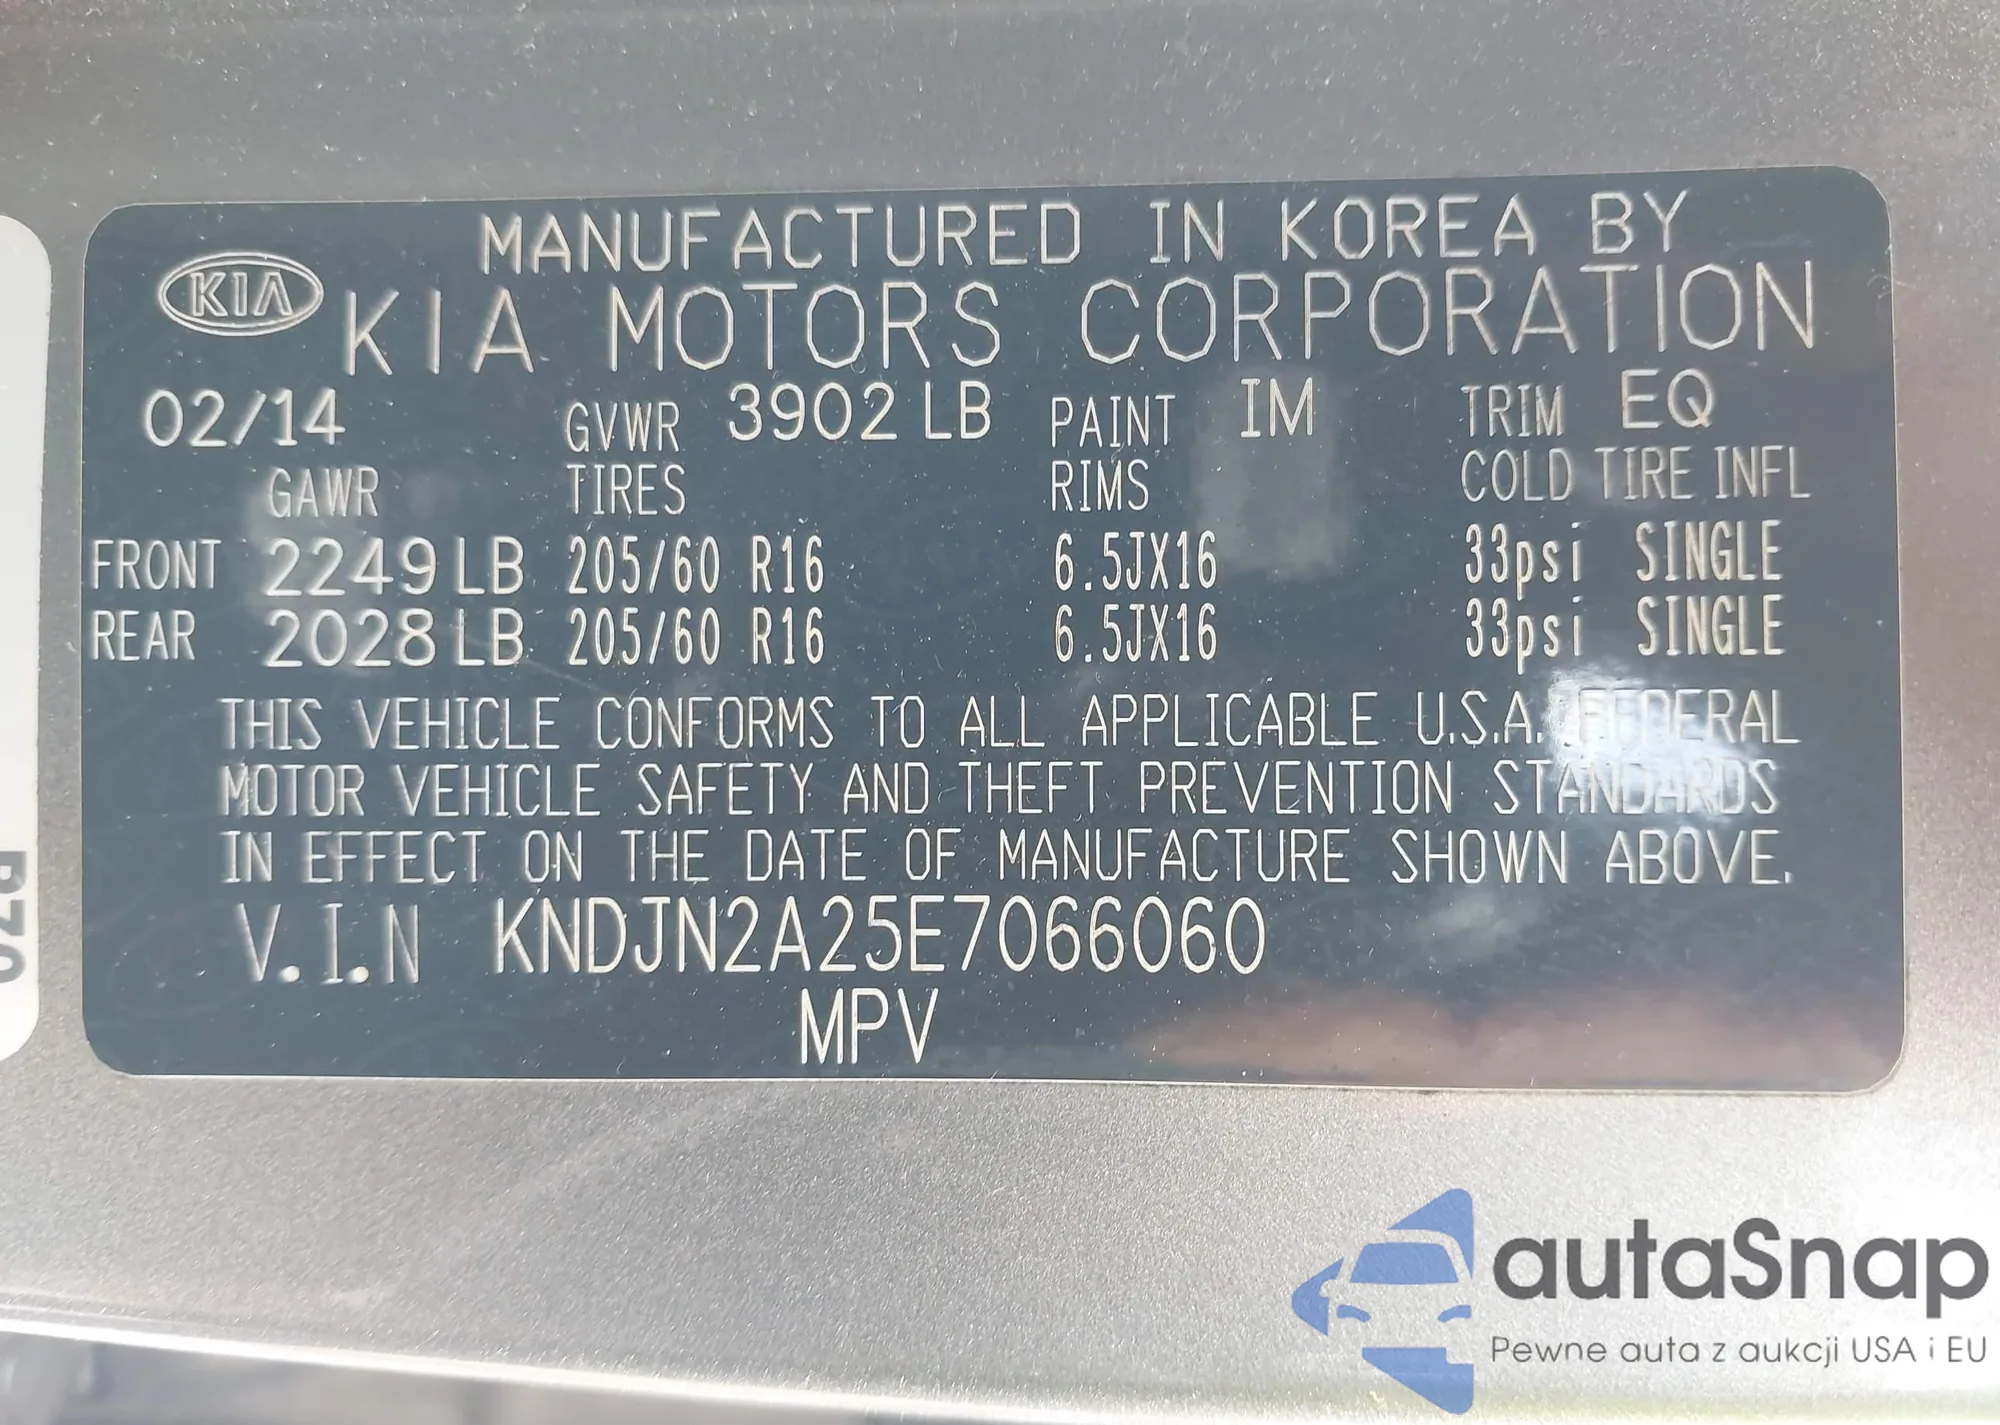 MANUFACTURED IN KOREA BY
KIA KIA MOTORS CORPORATION
02/14 GVWR 3902 LB PAINT IM TRIM EQ
GAWR TIRES RIMS COLD TIRE INFL
FRONT 2249 LB 205/60 R16 6.5JX16 33psi SINGLE
REAR 2028 LB 205/60 R16 6.5JX16 33psi SINGLE
THIS VEHICLE CONFORMS TO ALL APPLICABLE U.S.A. FEDERAL
MOTOR VEHICLE SAFETY AND THEFT PREVENTION STANDARDS
IN EFFECT ON THE DATE OF MANUFACTURE SHOWN ABOVE.
V.I.N KNDJN2A25E7066060
MPV
autaSnap
Pewne auta z aukcji USA i EU